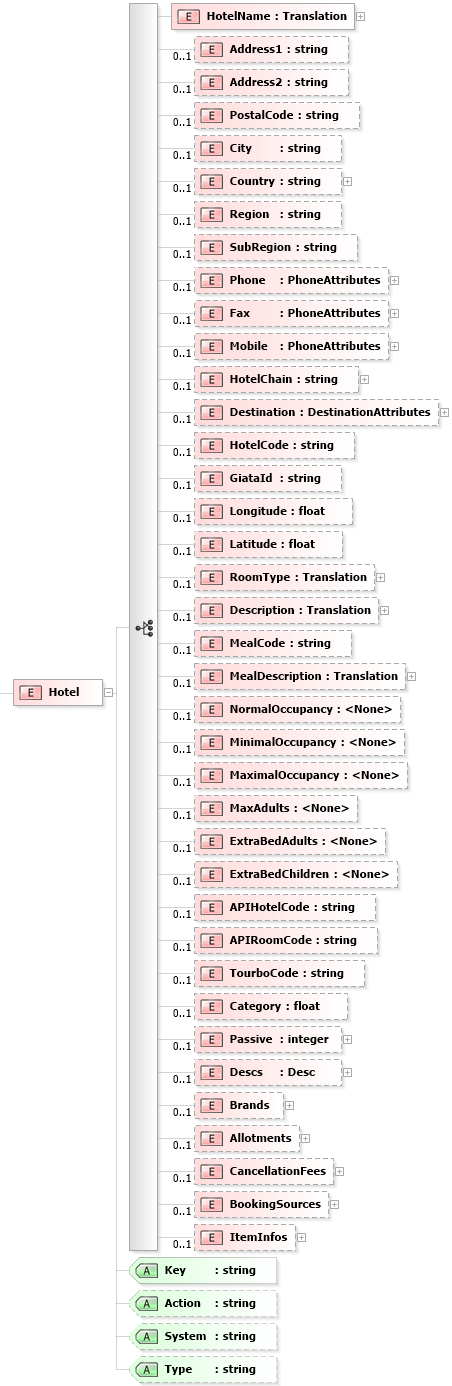 E HotelName : Translation
0..1 E Address1 : string
0..1 E Address2 : string
0..1 E PostalCode : string
0..1 E City : string
0..1 E Country : string
0..1 E Region : string
0..1 E SubRegion : string
0..1 E Phone : PhoneAttributes
0..1 E Fax : PhoneAttributes
0..1 E Mobile : PhoneAttributes
0..1 E HotelChain : string
0..1 E Destination : DestinationAttributes
0..1 E HotelCode : string
0..1 E GiataId : string
0..1 E Longitude : float
0..1 E Latitude : float
0..1 E RoomType : Translation
0..1 E Description : Translation
0..1 E MealCode : string
E Hotel
0..1 E MealDescription : Translation
0..1 E NormalOccupancy : <None>
0..1 E MinimalOccupancy : <None>
0..1 E MaximalOccupancy : <None>
0..1 E MaxAdults : <None>
0..1 E ExtraBedAdults : <None>
0..1 E ExtraBedChildren : <None>
0..1 E APIHotelCode : string
0..1 E APIRoomCode : string
0..1 E TourboCode : string
0..1 E Category : float
0..1 E Passive : integer
0..1 E Descs : Desc
0..1 E Brands
0..1 E Allotments
0..1 E CancellationFees
0..1 E BookingSources
0..1 E ItemInfos
A Key : string
A Action : string
A System : string
A Type : string